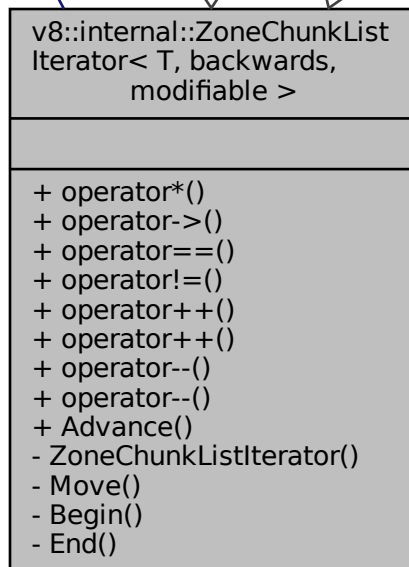 v8::internal::ZoneChunkList
Iterator< T, backwards,
modifiable >
+ operator*()
+ operator->()
+ operator==()
+ operator!=()
+ operator++()
+ operator++()
+ operator--()
+ operator--()
+ Advance()
- ZoneChunkListIterator()
- Move()
- Begin()
- End()